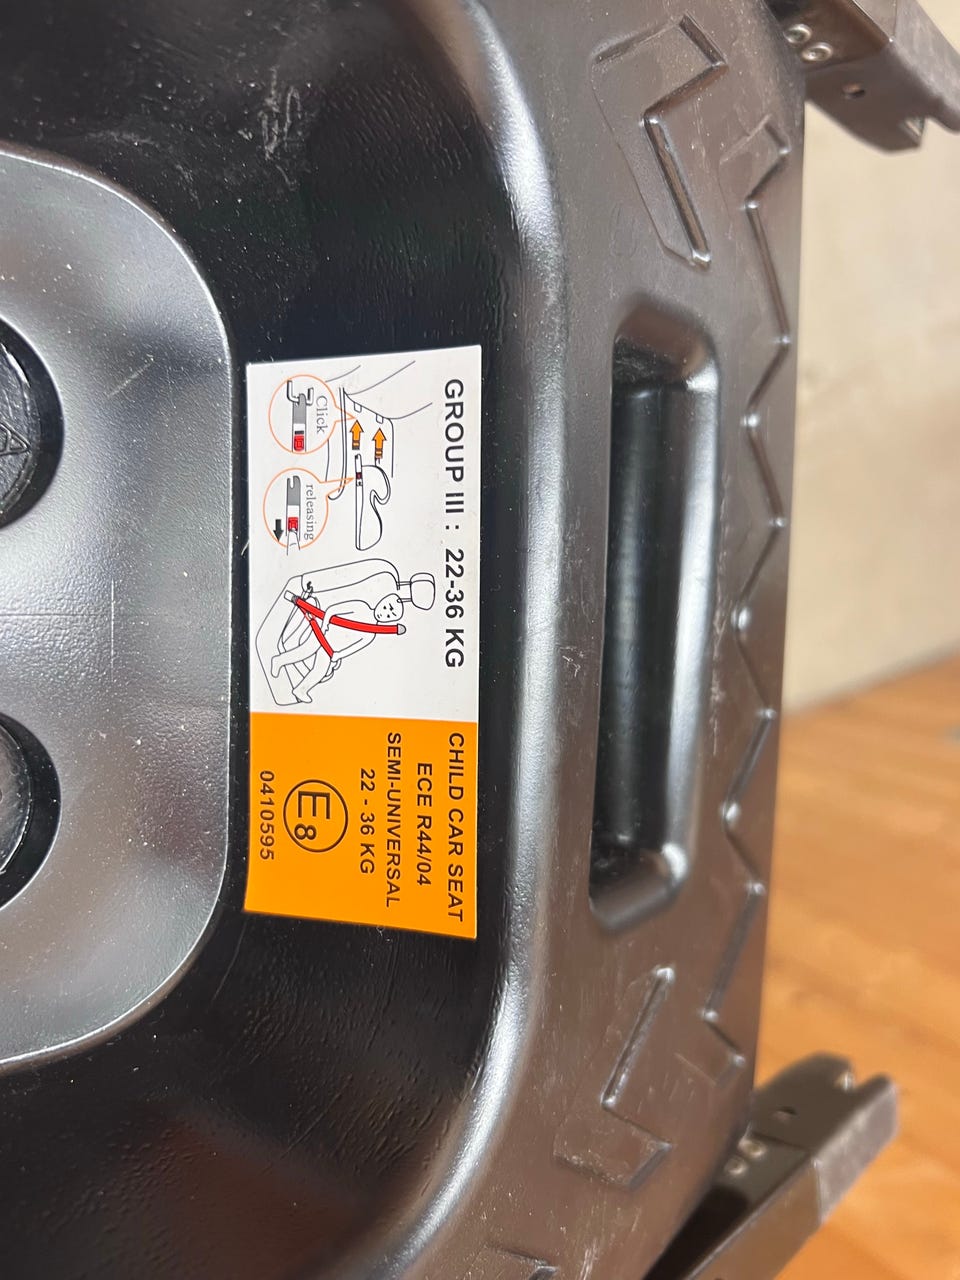 GROUP III : 22-36 KG
Click
releasing
CHILD CAR SEAT
ECE R44/04
SEMI-UNIVERSAL
22 - 36 KG
E8
0410595